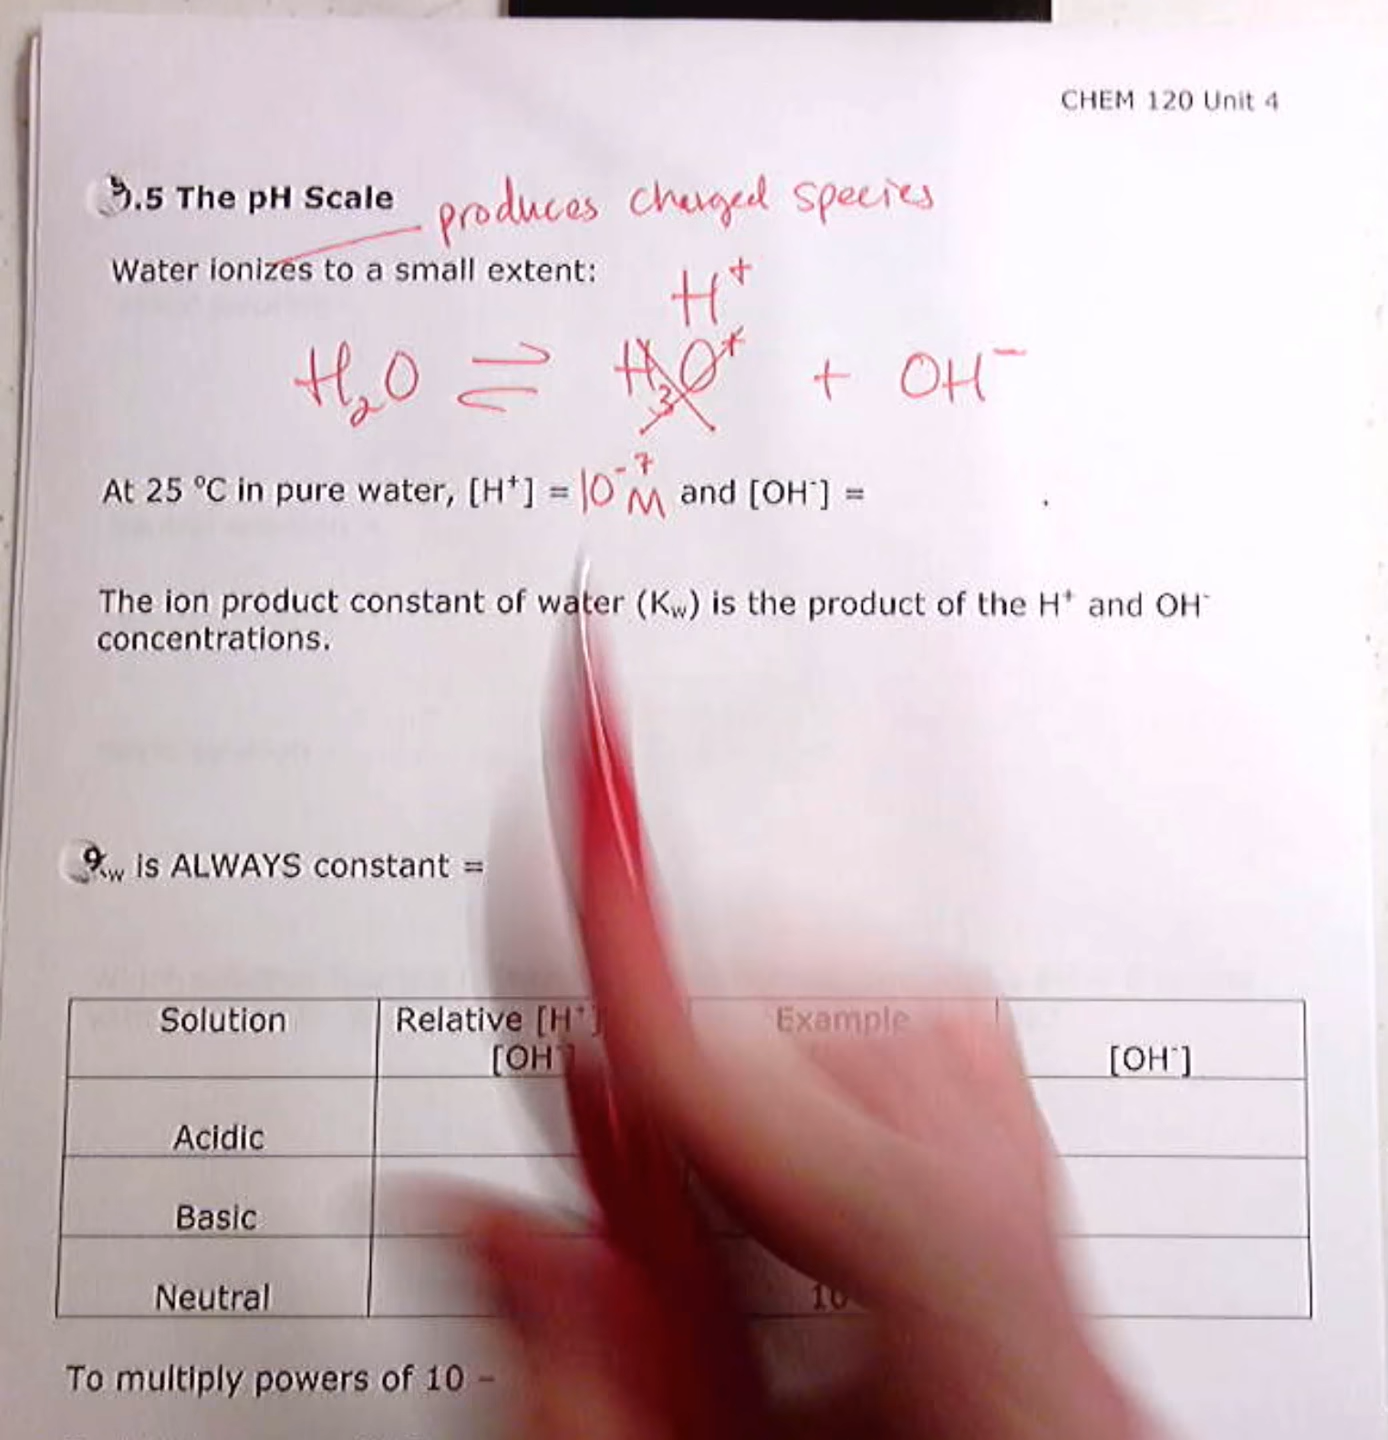 CHEM 120 Unit 4
9.5 The pH Scale produces charged species
Water ionizes to a small extent:
H⁺
H₂O ⇌ H₃O⁺ + OH⁻
At 25 ºC in pure water, [H⁺] = 10⁻⁷ M and [OH⁻] = .
The ion product constant of water (Kw) is the product of the H⁺ and OH⁻
concentrations.
is ALWAYS constant =
Solution Relative [H⁺] Example
[OH⁻] [OH⁻]
Acidic
Basic
Neutral 10
To multiply powers of 10 –